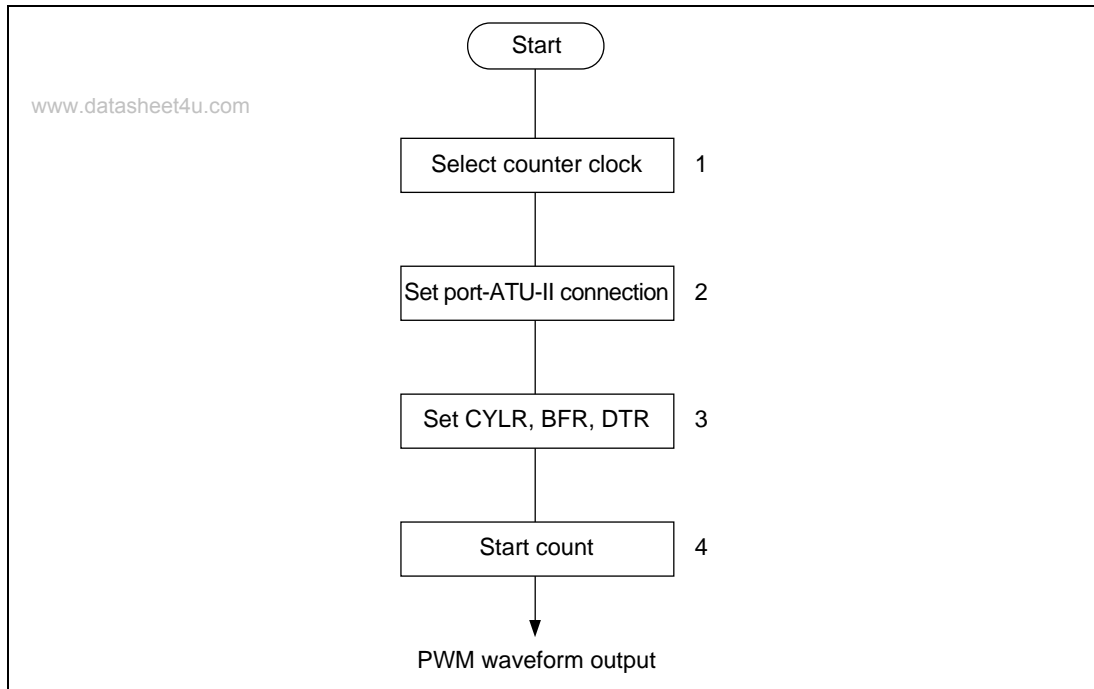 Start
www.datasheet4u.com
Select counter clock 1
Set port-ATU-II connection 2
Set CYLR, BFR, DTR 3
Start count 4
PWM waveform output